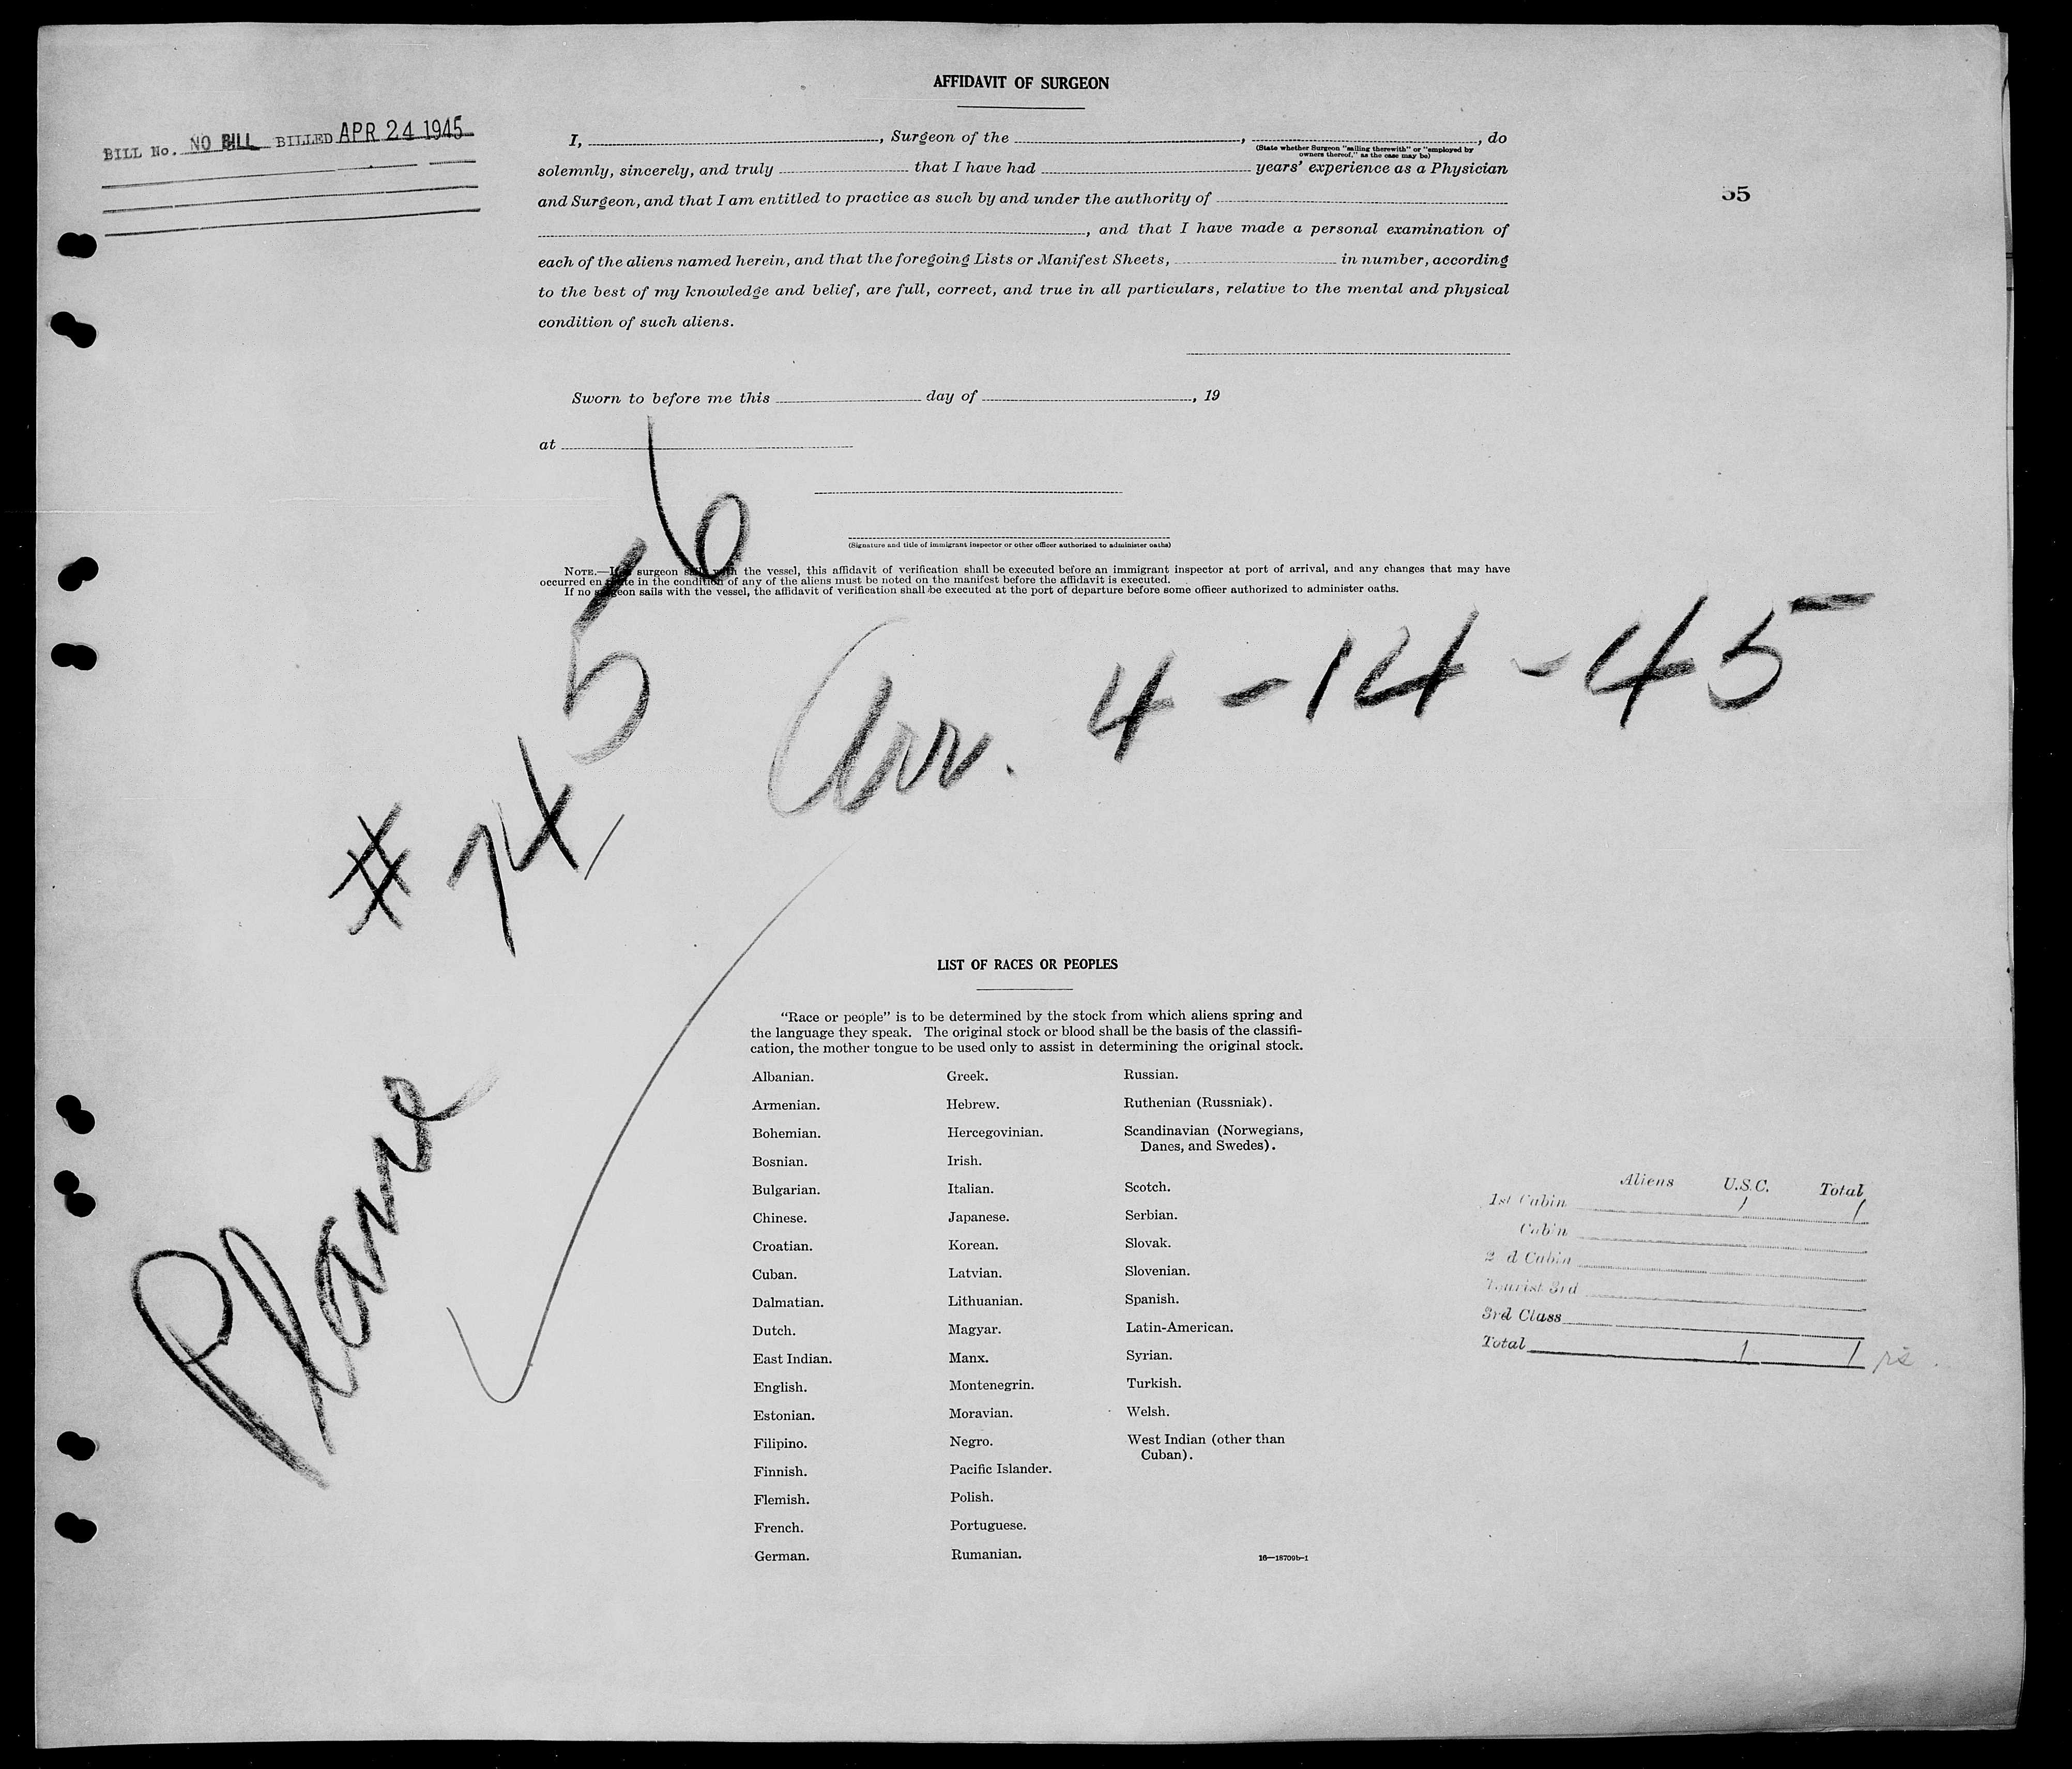 AFFIDAVIT OF SURGEON
BILL No. NO BILL BILLED APR 24 1945
I, , Surgeon of the , , do
(State whether Surgeon "sailing therewith" or "employed by
owners thereof," as the case may be)
solemnly, sincerely, and truly that I have had years' experience as a Physician
55
and Surgeon, and that I am entitled to practice as such by and under the authority of
, and that I have made a personal examination of
each of the aliens named herein, and that the foregoing Lists or Manifest Sheets, in number, according
to the best of my knowledge and belief, are full, correct, and true in all particulars, relative to the mental and physical
condition of such aliens.
Sworn to before me this day of , 19
at
(Signature and title of immigrant inspector or other officer authorized to administer oaths)
NOTE.—If a surgeon sails with the vessel, this affidavit of verification shall be executed before an immigrant inspector at port of arrival, and any changes that may have
occurred en route in the condition of any of the aliens must be noted on the manifest before the affidavit is executed.
If no surgeon sails with the vessel, the affidavit of verification shall be executed at the port of departure before some officer authorized to administer oaths.
Plane # 7456
Arr. 4-14-45
LIST OF RACES OR PEOPLES
"Race or people" is to be determined by the stock from which aliens spring and
the language they speak. The original stock or blood shall be the basis of the classifi-
cation, the mother tongue to be used only to assist in determining the original stock.
Albanian.
Armenian.
Bohemian.
Bosnian.
Bulgarian.
Chinese.
Croatian.
Cuban.
Dalmatian.
Dutch.
East Indian.
English.
Estonian.
Filipino.
Finnish.
Flemish.
French.
German.
Greek.
Hebrew.
Hercegovinian.
Irish.
Italian.
Japanese.
Korean.
Latvian.
Lithuanian.
Magyar.
Manx.
Montenegrin.
Moravian.
Negro.
Pacific Islander.
Polish.
Portuguese.
Rumanian.
Russian.
Ruthenian (Russniak).
Scandinavian (Norwegians,
Danes, and Swedes).
Scotch.
Serbian.
Slovak.
Slovenian.
Spanish.
Latin-American.
Syrian.
Turkish.
Welsh.
West Indian (other than
Cuban).
16—18709b-1
Aliens U.S.C. Total
1st Cabin 1 1
Cabin
2 d Cabin
Tourist 3rd
3rd Class
Total 1 1